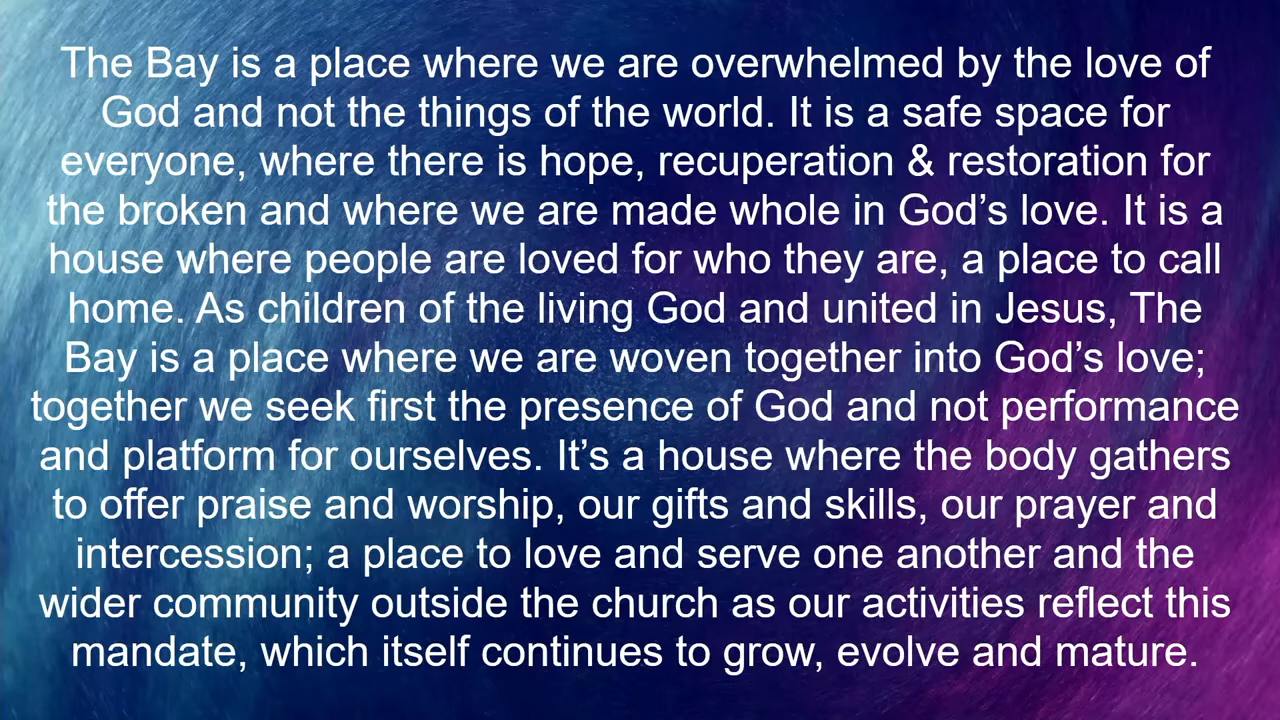 The Bay is a place where we are overwhelmed by the love of
God and not the things of the world. It is a safe space for
everyone, where there is hope, recuperation & restoration for
the broken and where we are made whole in God’s love. It is a
house where people are loved for who they are, a place to call
home. As children of the living God and united in Jesus, The
Bay is a place where we are woven together into God’s love;
together we seek first the presence of God and not performance
and platform for ourselves. It’s a house where the body gathers
to offer praise and worship, our gifts and skills, our prayer and
intercession; a place to love and serve one another and the
wider community outside the church as our activities reflect this
mandate, which itself continues to grow, evolve and mature.